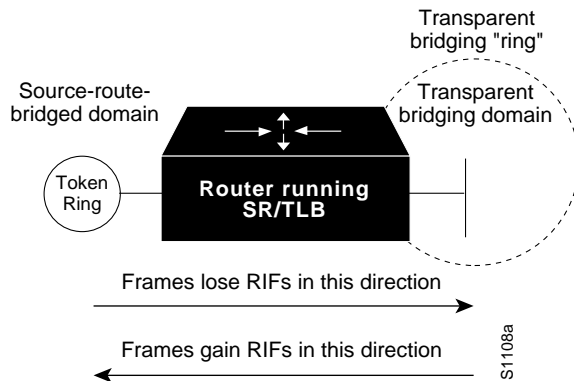 Transparent
bridging "ring"
Source-route-
bridged domain
Transparent
bridging domain
Token
Ring
Router running
SR/TLB
Frames lose RIFs in this direction
Frames gain RIFs in this direction
S1108a